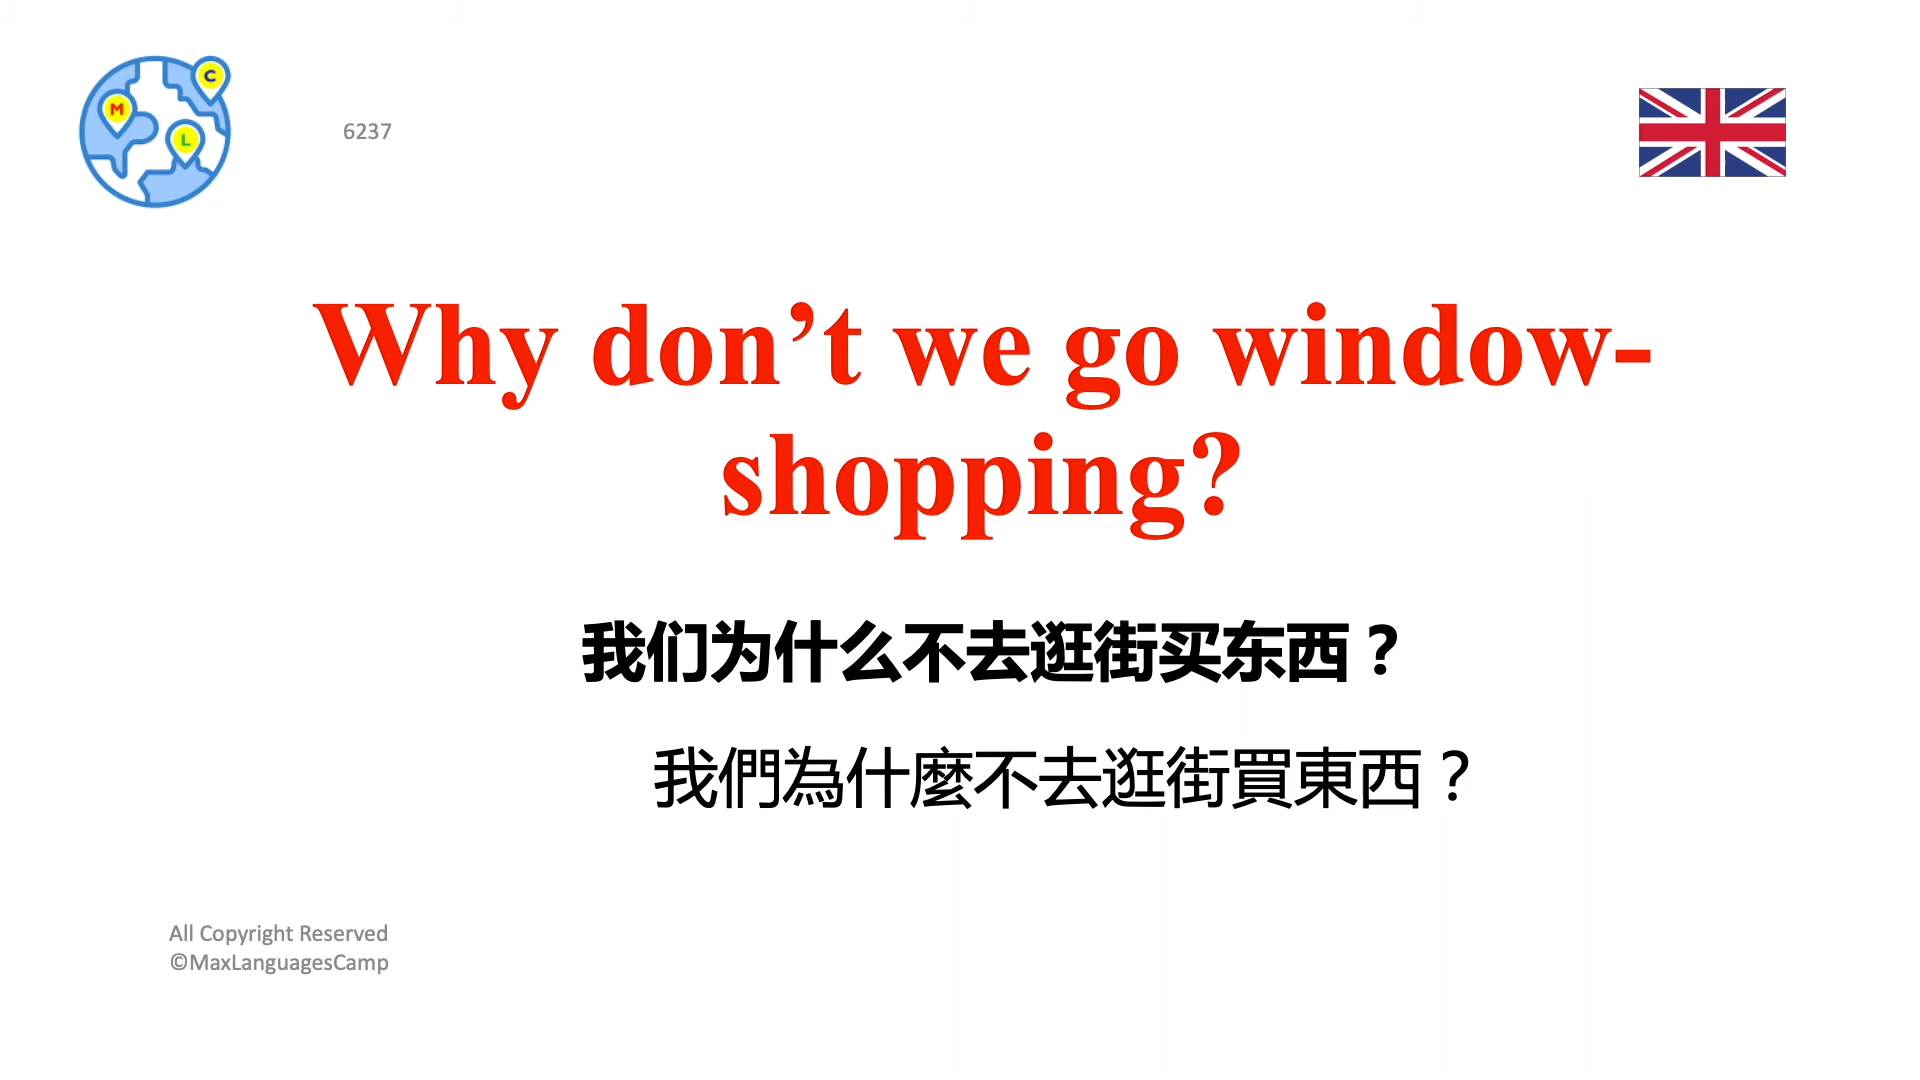 C
M
L
6237
Why don’t we go window-
shopping?
我们为什么不去逛街买东西？
我們為什麼不去逛街買東西？
All Copyright Reserved
©MaxLanguagesCamp